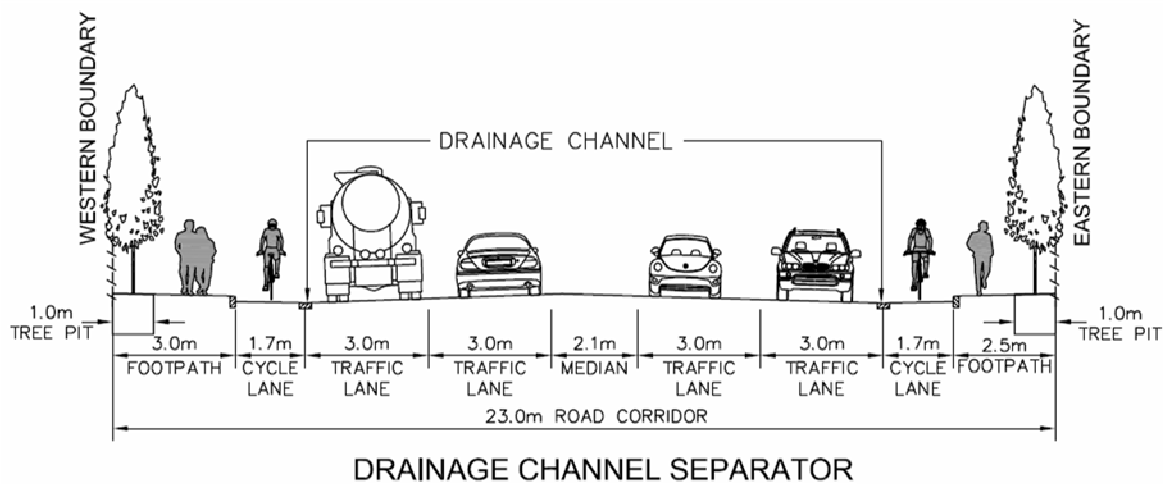 WESTERN BOUNDARY
EASTERN BOUNDARY
DRAINAGE CHANNEL
1.0m
TREE PIT
1.0m
TREE PIT
3.0m
FOOTPATH
1.7m
CYCLE
LANE
3.0m
TRAFFIC
LANE
3.0m
TRAFFIC
LANE
2.1m
MEDIAN
3.0m
TRAFFIC
LANE
3.0m
TRAFFIC
LANE
1.7m
CYCLE
LANE
2.5m
FOOTPATH
23.0m ROAD CORRIDOR
DRAINAGE CHANNEL SEPARATOR